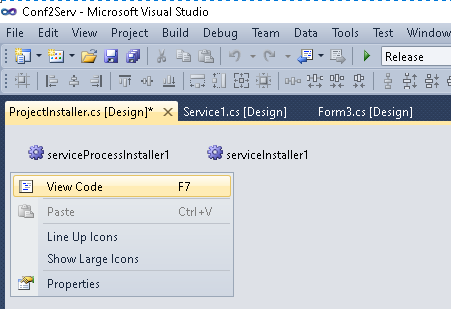 Conf2Serv - Microsoft Visual Studio
File Edit View Project Build Debug Team Data Tools Test Window
Release
ProjectInstaller.cs [Design]* Service1.cs [Design] Form3.cs [Design]
serviceProcessInstaller1 serviceInstaller1
View Code F7
Paste Ctrl+V
Line Up Icons
Show Large Icons
Properties